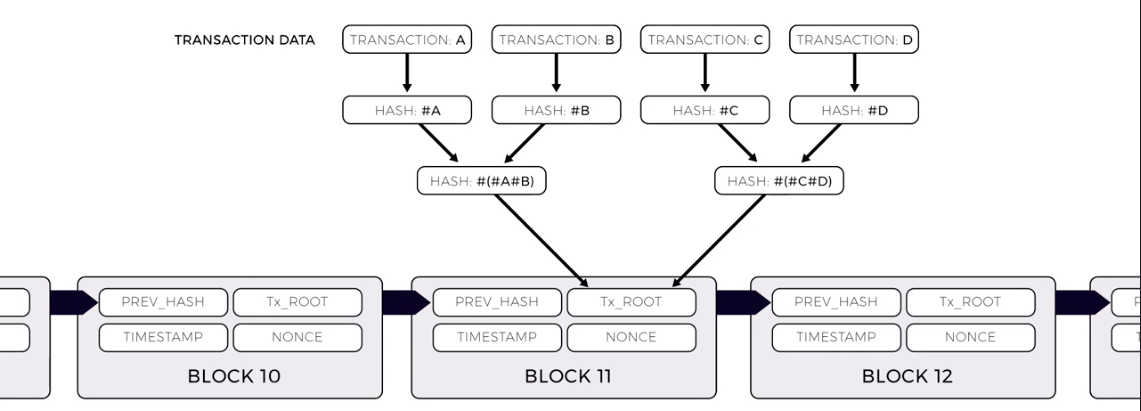 TRANSACTION DATA TRANSACTION: A TRANSACTION: B TRANSACTION: C TRANSACTION: D
HASH: #A HASH: #B HASH: #C HASH: #D
HASH: #(#A#B) HASH: #(#C#D)
PREV_HASH Tx_ROOT PREV_HASH Tx_ROOT PREV_HASH Tx_ROOT
TIMESTAMP NONCE TIMESTAMP NONCE TIMESTAMP NONCE
BLOCK 10 BLOCK 11 BLOCK 12